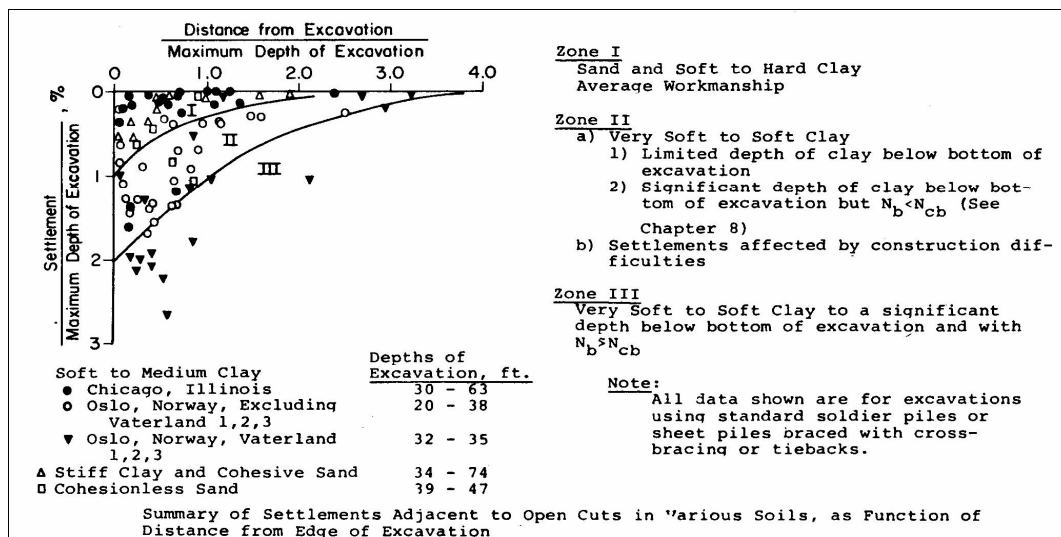 Distance from Excavation
Maximum Depth of Excavation
0 1.0 2.0 3.0 4.0
Settlement
Maximum Depth of Excavation , %
0
1
2
3
I
II
III
Soft to Medium Clay
Depths of
Excavation, ft.
● Chicago, Illinois 30 - 63
○ Oslo, Norway, Excluding 20 - 38
Vaterland 1,2,3
▼ Oslo, Norway, Vaterland 32 - 35
1,2,3
△ Stiff Clay and Cohesive Sand 34 - 74
□ Cohesionless Sand 39 - 47
Zone I
Sand and Soft to Hard Clay
Average Workmanship
Zone II
a) Very Soft to Soft Clay
1) Limited depth of clay below bottom of
excavation
2) Significant depth of clay below bot-
tom of excavation but Nb<Ncb (See
Chapter 8)
b) Settlements affected by construction dif-
ficulties
Zone III
Very Soft to Soft Clay to a significant
depth below bottom of excavation and with
Nb≥Ncb
Note:
All data shown are for excavations
using standard soldier piles or
sheet piles braced with cross-
bracing or tiebacks.
Summary of Settlements Adjacent to Open Cuts in Various Soils, as Function of
Distance from Edge of Excavation